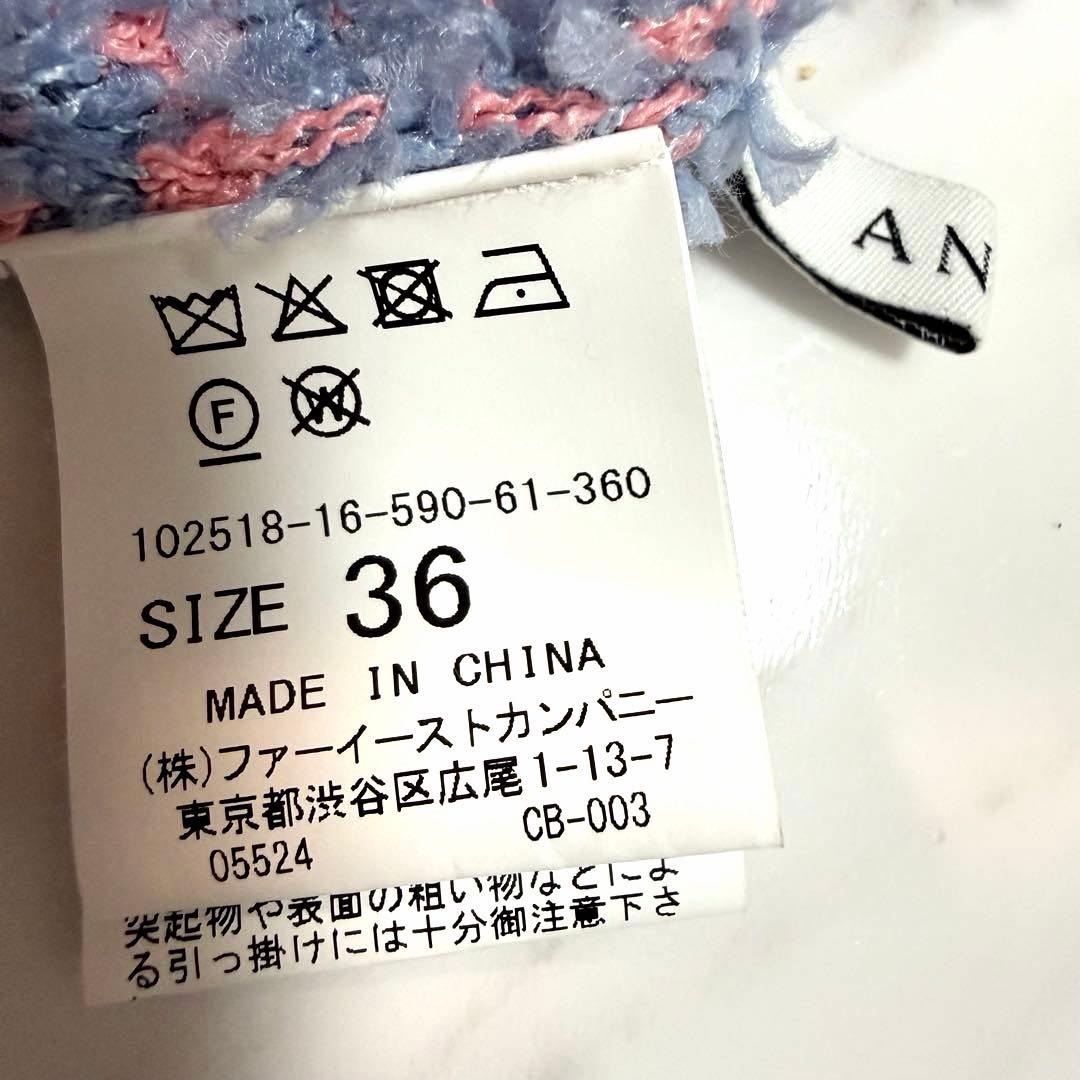 AN
F
W
102518-16-590-61-360
SIZE 36
MADE IN CHINA
(株)ファーイーストカンパニー
東京都渋谷区広尾1-13-7
05524 CB-003
突起物や表面の粗い物などによ
る引っ掛けには十分御注意下さ